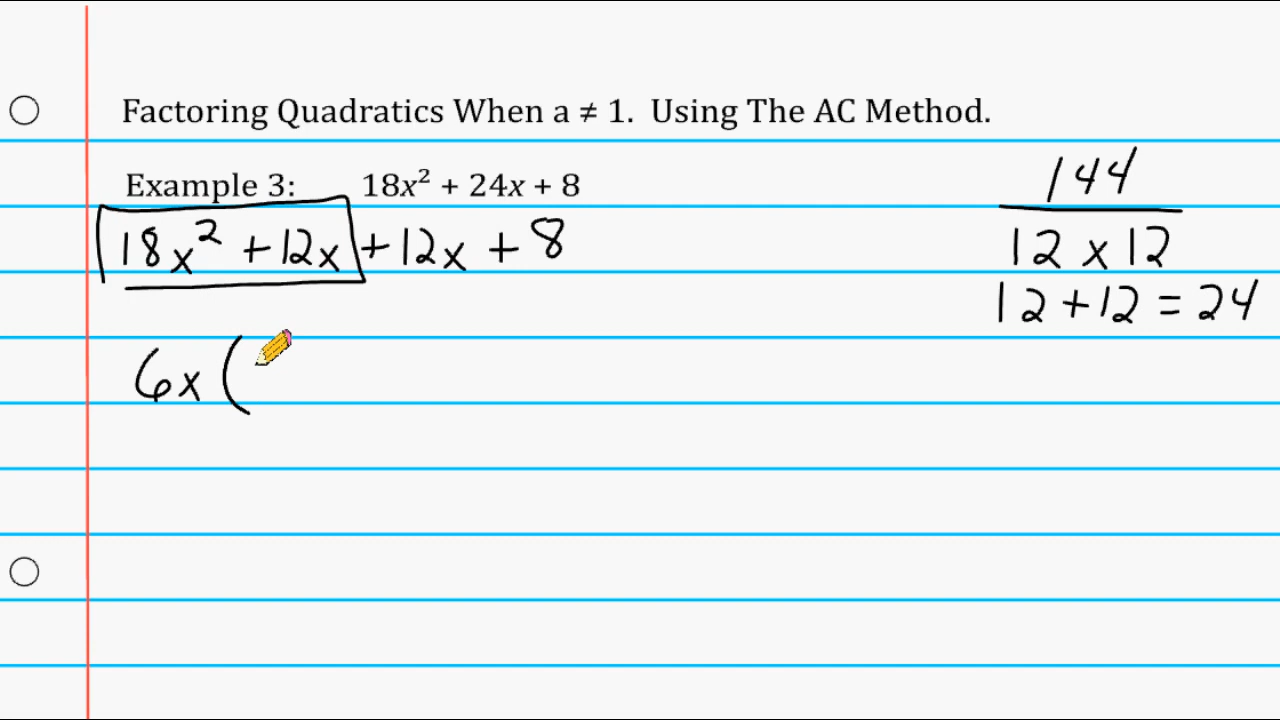 Factoring Quadratics When a ≠ 1. Using The AC Method.
Example 3: 18x² + 24x + 8
144
18x² + 12x + 12x + 8
12 x 12
12 + 12 = 24
6x (